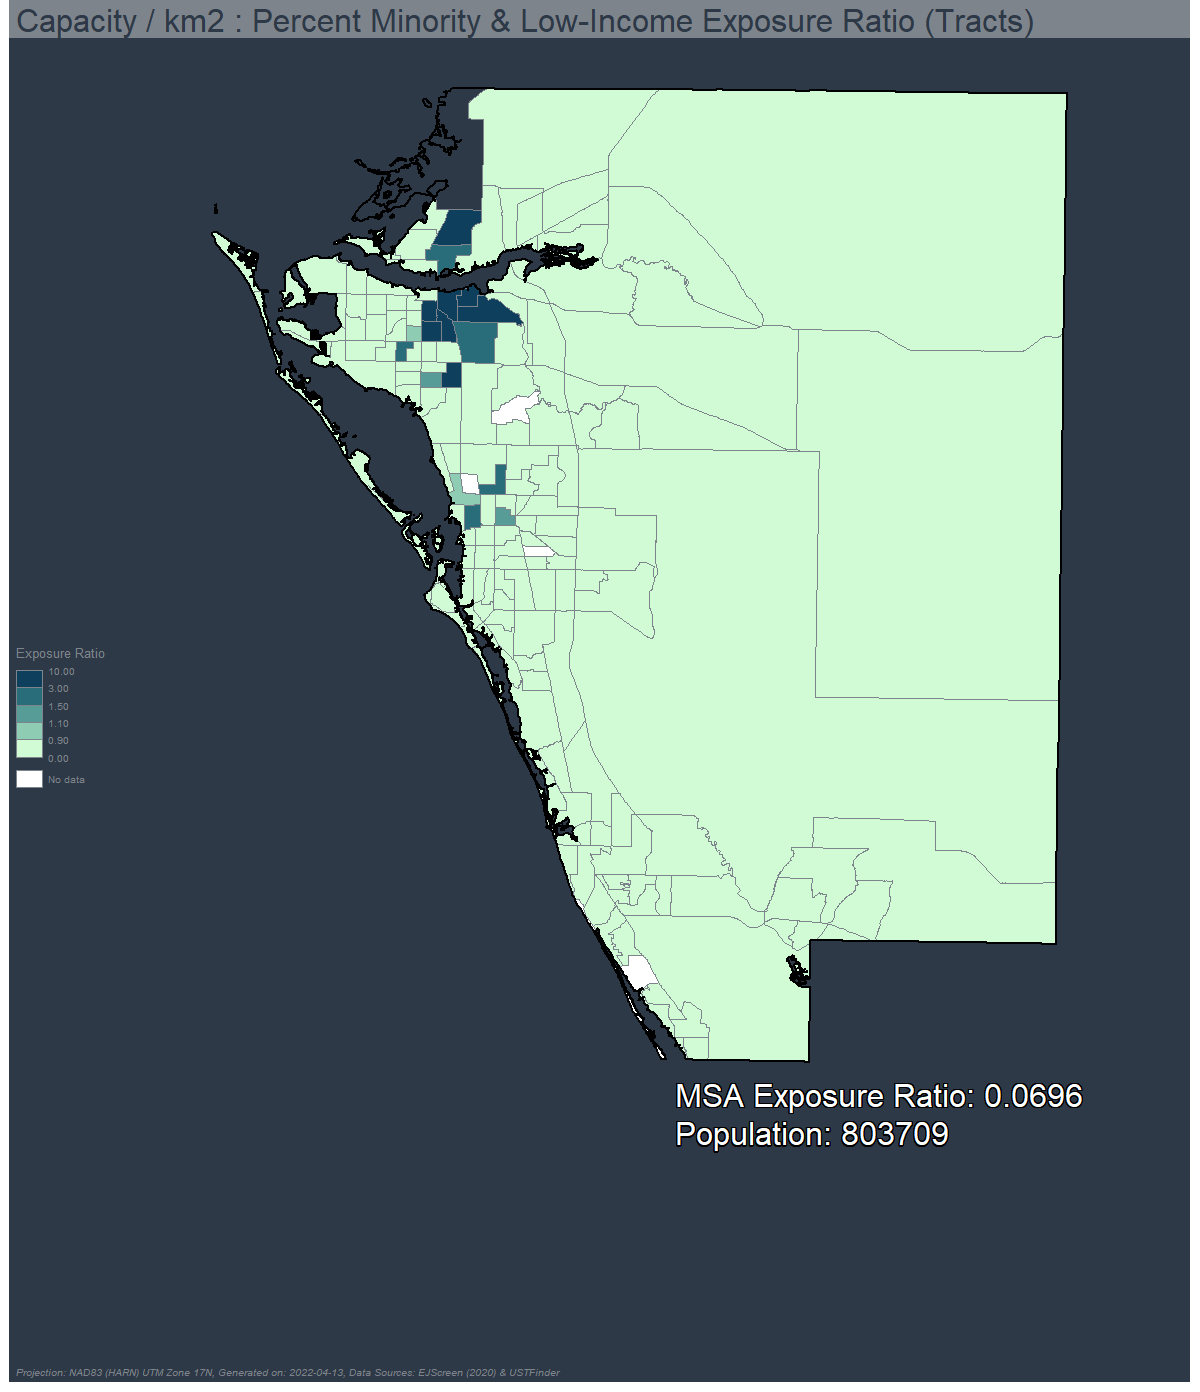 Capacity / km2 : Percent Minority & Low-Income Exposure Ratio (Tracts)
Exposure Ratio
10.00
3.00
1.50
1.10
0.90
0.00
No data
MSA Exposure Ratio: 0.0696
Population: 803709
Projection: NAD83 (HARN) UTM Zone 17N, Generated on: 2022-04-13, Data Sources: EJScreen (2020) & USTFinder